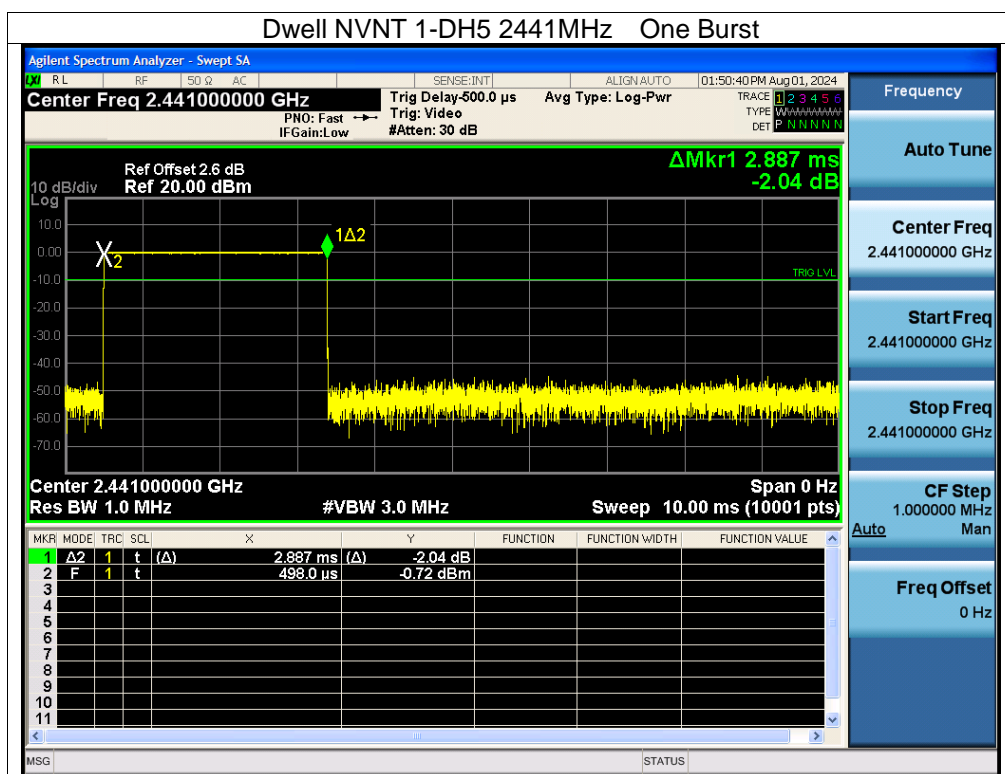 Dwell NVNT 1-DH5 2441MHz One Burst
Agilent Spectrum Analyzer - Swept SA
LXI RL RF 50 Ω AC SENSE:INT ALIGN AUTO 01:50:40 PM Aug 01, 2024
Center Freq 2.441000000 GHz Trig Delay-500.0 µs Avg Type: Log-Pwr TRACE 1 2 3 4 5 6
PNO: Fast Trig: Video TYPE WWWWWW
IFGain:Low #Atten: 30 dB DET P N N N N N
Frequency
Auto Tune
Center Freq
2.441000000 GHz
Start Freq
2.441000000 GHz
Stop Freq
2.441000000 GHz
CF Step
1.000000 MHz
Auto Man
Freq Offset
0 Hz
ΔMkr1 2.887 ms
-2.04 dB
Ref Offset 2.6 dB
10 dB/div Ref 20.00 dBm
Log
10.0
0.00
-10.0
-20.0
-30.0
-40.0
-50.0
-60.0
-70.0
X2
1Δ2
TRIG LVL
Center 2.441000000 GHz Span 0 Hz
Res BW 1.0 MHz #VBW 3.0 MHz Sweep 10.00 ms (10001 pts)
MKR MODE TRC SCL X Y FUNCTION FUNCTION WIDTH FUNCTION VALUE
1 Δ2 1 t (Δ) 2.887 ms (Δ) -2.04 dB
2 F 1 t 498.0 µs -0.72 dBm
3
4
5
6
7
8
9
10
11
MSG STATUS